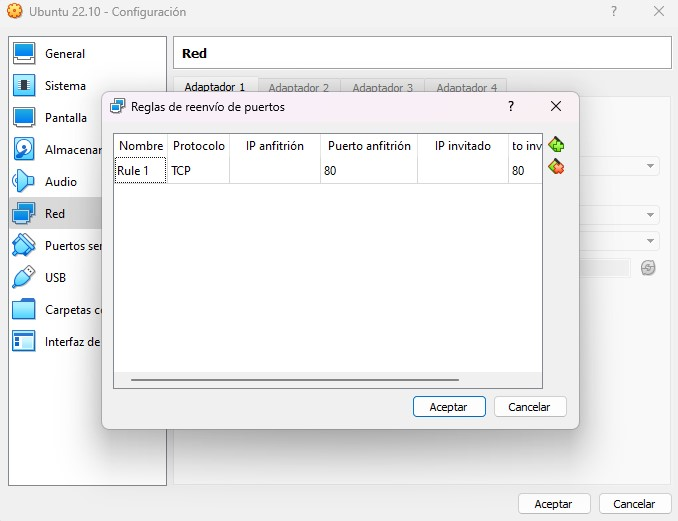 Ubuntu 22.10 - Configuración
?
General
Sistema
Pantalla
Almacenar
Audio
Red
Puertos se
USB
Carpetas c
Interfaz de
Red
Adaptador 1 Adaptador 2 Adaptador 3 Adaptador 4
Reglas de reenvío de puertos
?
Nombre Protocolo IP anfitrión Puerto anfitrión IP invitado to inv
Rule 1 TCP 80 80
Aceptar Cancelar
Aceptar Cancelar